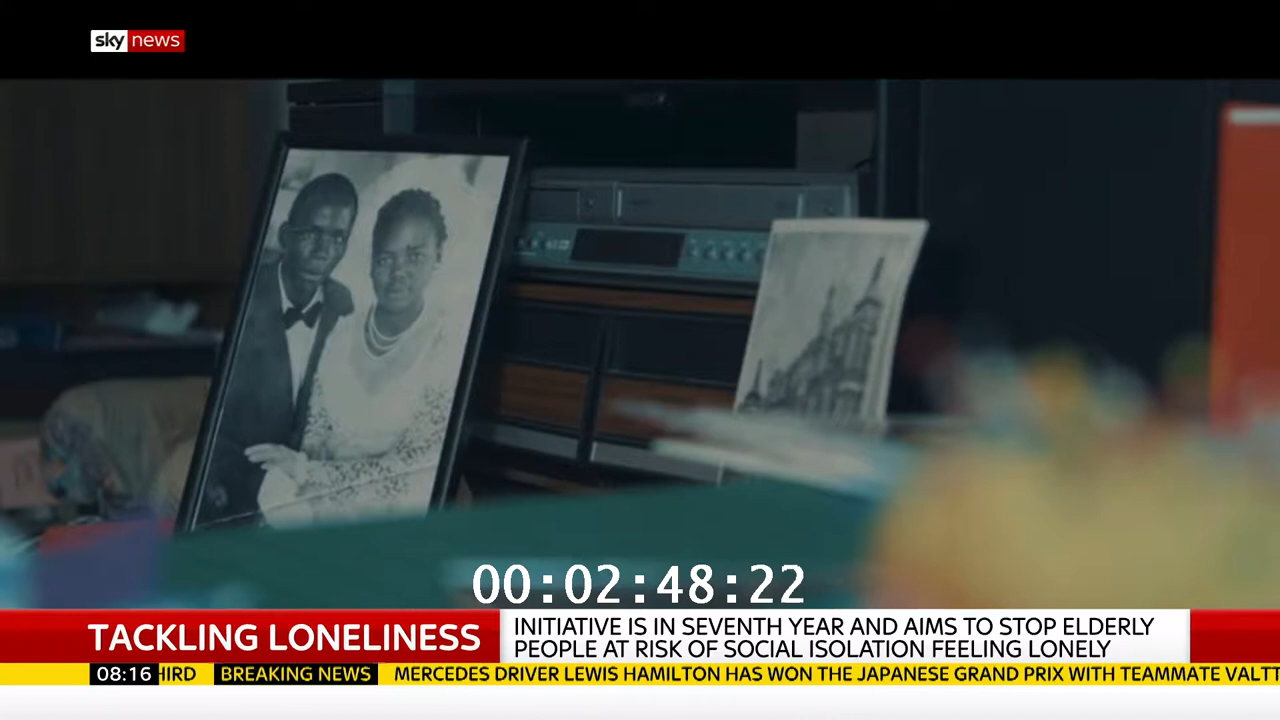 sky news
00:02:48:22
TACKLING LONELINESS
INITIATIVE IS IN SEVENTH YEAR AND AIMS TO STOP ELDERLY
PEOPLE AT RISK OF SOCIAL ISOLATION FEELING LONELY
08:16 HIRD BREAKING NEWS MERCEDES DRIVER LEWIS HAMILTON HAS WON THE JAPANESE GRAND PRIX WITH TEAMMATE VALTT